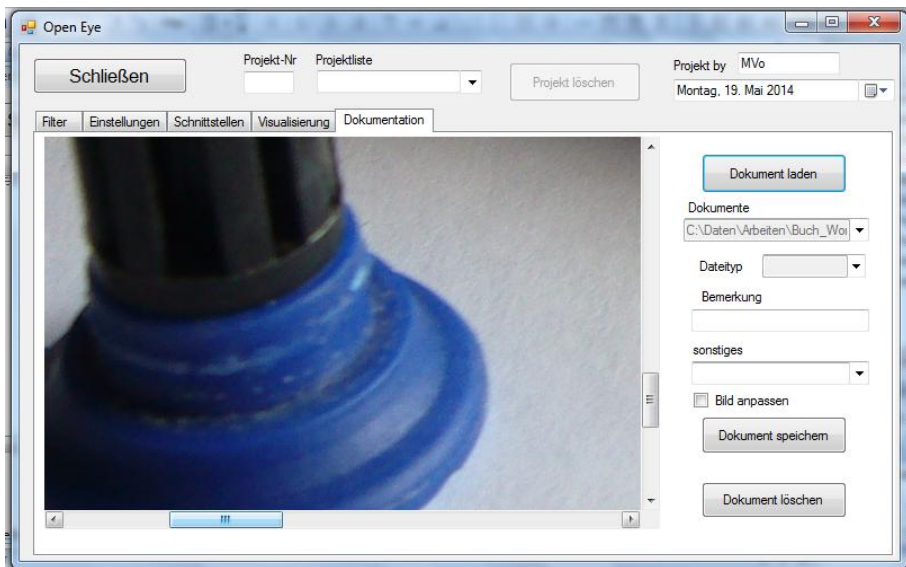 Open Eye
Schließen
Projekt-Nr
Projektliste
Projekt löschen
Projekt by
MVo
Montag, 19. Mai 2014
Filter
Einstellungen
Schnittstellen
Visualisierung
Dokumentation
Dokument laden
Dokumente
C:\Daten\Arbeiten\Buch_Wor
Dateityp
Bemerkung
sonstiges
Bild anpassen
Dokument speichern
Dokument löschen